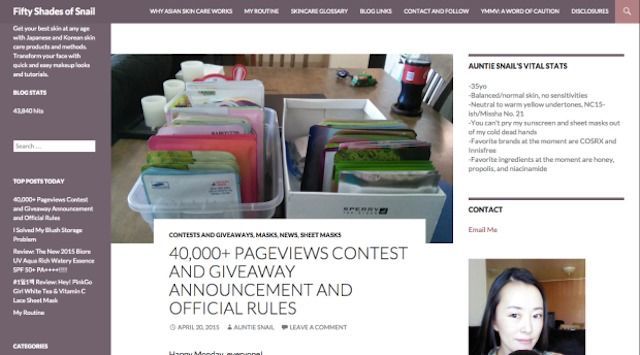 Fifty Shades of Snail
WHY ASIAN SKIN CARE WORKS
MY ROUTINE
SKINCARE GLOSSARY
BLOG LINKS
CONTACT AND FOLLOW
YMMV: A WORD OF CAUTION
DISCLOSURES
Get your best skin at any age
with Japanese and Korean skin
care products and methods.
Transform your face with
quick and easy makeup looks
and tutorials.
BLOG STATS
43,840 hits
Search ...
TOP POSTS TODAY
40,000+ Pageviews Contest
and Giveaway Announcement
and Official Rules
I Solved My Blush Storage
Problem
Review: The New 2015 Biore
UV Aqua Rich Watery Essence
SPF 50+ PA++++!!!!
#1일1팩 Review: Hey! PinkGo
Girl White Tea & Vitamin C
Lace Sheet Mask
My Routine
CATEGORIES
SPERRY
CONTESTS AND GIVEAWAYS, MASKS, NEWS, SHEET MASKS
40,000+ PAGEVIEWS CONTEST
AND GIVEAWAY
ANNOUNCEMENT AND
OFFICIAL RULES
APRIL 20, 2015
AUNTIE SNAIL
LEAVE A COMMENT
Happy Monday, everyone!
Search ...
AUNTIE SNAIL'S VITAL STATS
-35yo
-Balanced/normal skin, no sensitivities
-Neutral to warm yellow undertones, NC15-
ish/Missha No. 21
-You can't pry my sunscreen and sheet masks out
of my cold dead hands
-Favorite brands at the moment are COSRX and
Innisfree
-Favorite ingredients at the moment are honey,
propolis, and niacinamide
CONTACT
Email Me